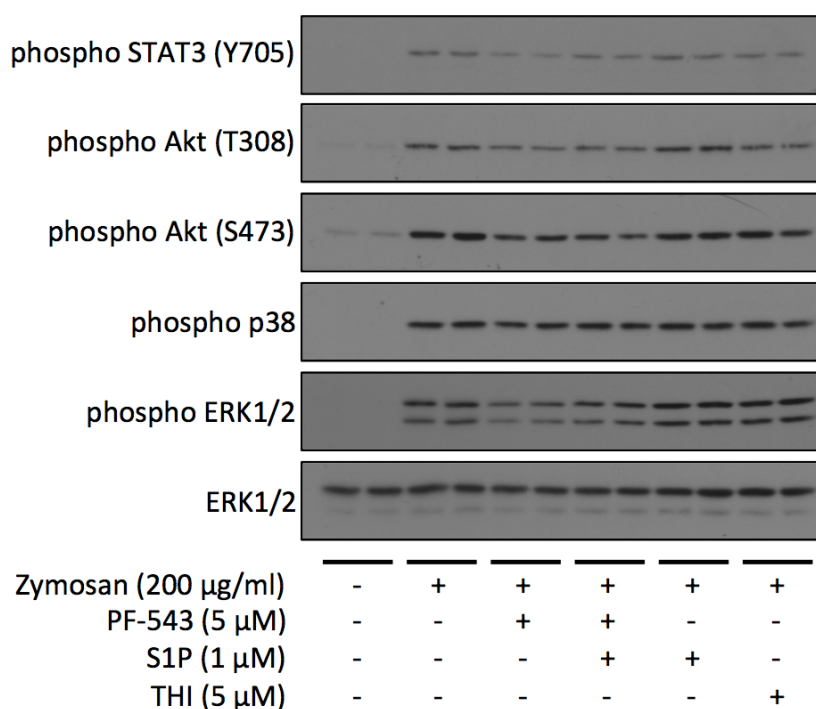 phospho STAT3 (Y705)
phospho Akt (T308)
phospho Akt (S473)
phospho p38
phospho ERK1/2
ERK1/2
Zymosan (200 µg/ml) - + + + + +
PF-543 (5 µM) - - + + - -
S1P (1 µM) - - - + + -
THI (5 µM) - - - - - +